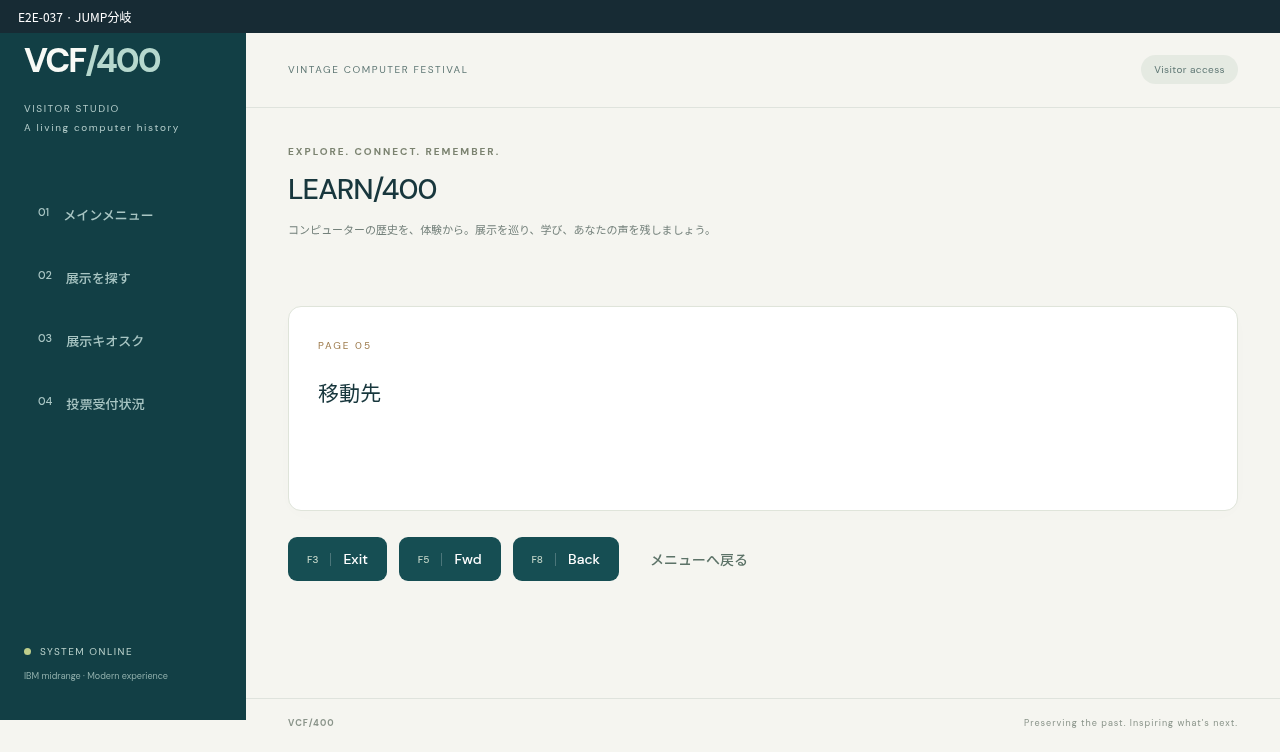 E2E-037 · JUMP分岐
VCF/400
VISITOR STUDIO
A living computer history
01 メインメニュー
02 展示を探す
03 展示キオスク
04 投票受付状況
SYSTEM ONLINE
IBM midrange · Modern experience
VINTAGE COMPUTER FESTIVAL
Visitor access
EXPLORE. CONNECT. REMEMBER.
LEARN/400
コンピューターの歴史を、体験から。展示を巡り、学び、あなたの声を残しましょう。
PAGE 05
移動先
F3 Exit
F5 Fwd
F8 Back
メニューへ戻る
VCF/400
Preserving the past. Inspiring what's next.